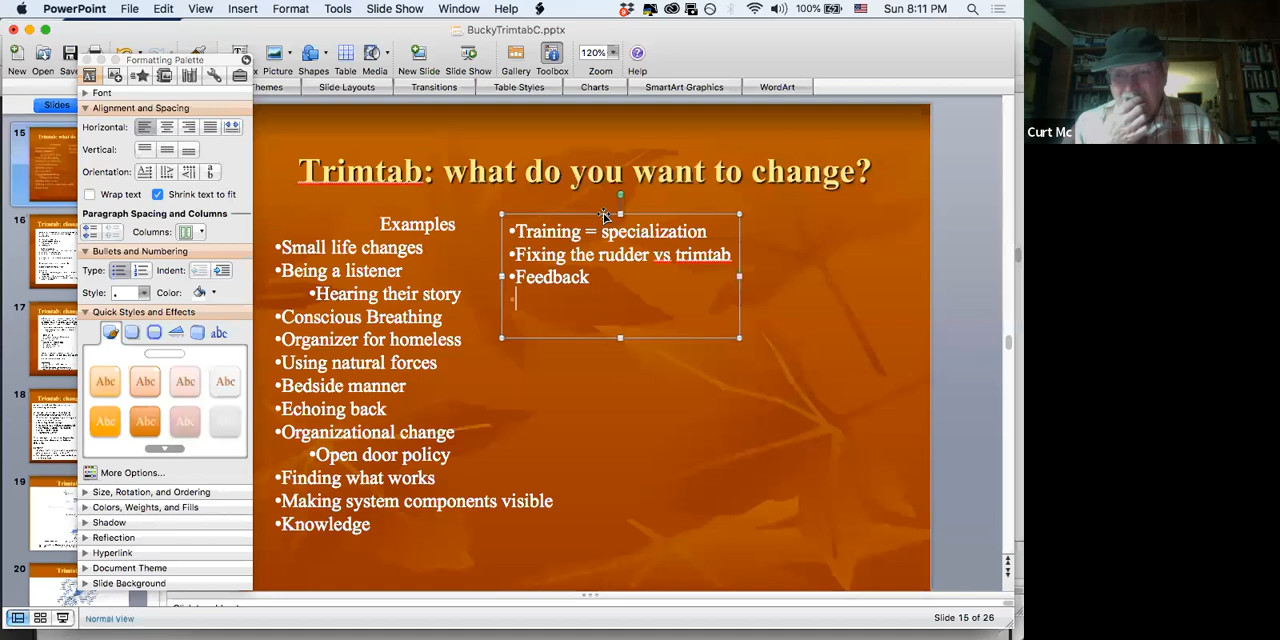 PowerPoint File Edit View Insert Format Tools Slide Show Window Help 100% Sun 8:11 PM
BuckyTrimtabC.pptx
New Open Save Picture Shapes Table Media New Slide Slide Show Gallery Toolbox 120% Zoom Help
Slide Layouts Transitions Table Styles Charts SmartArt Graphics WordArt
Formatting Palette
Font
Alignment and Spacing
Horizontal:
Vertical:
Orientation:
Wrap text Shrink text to fit
Paragraph Spacing and Columns
Columns:
Bullets and Numbering
Type: Indent:
Style: Color:
Quick Styles and Effects
abc
Abc Abc Abc Abc
Abc Abc Abc
More Options...
Size, Rotation, and Ordering
Colors, Weights, and Fills
Shadow
Reflection
Hyperlink
Document Theme
Slide Background
Slides
15
16
17
18
19
20
Trimtab: what do you want to change?
Examples
•Small life changes
•Being a listener
•Hearing their story
•Conscious Breathing
•Organizer for homeless
•Using natural forces
•Bedside manner
•Echoing back
•Organizational change
•Open door policy
•Finding what works
•Making system components visible
•Knowledge
•Training = specialization
•Fixing the rudder vs trimtab
•Feedback
Normal View
Slide 15 of 26
Curt Mc